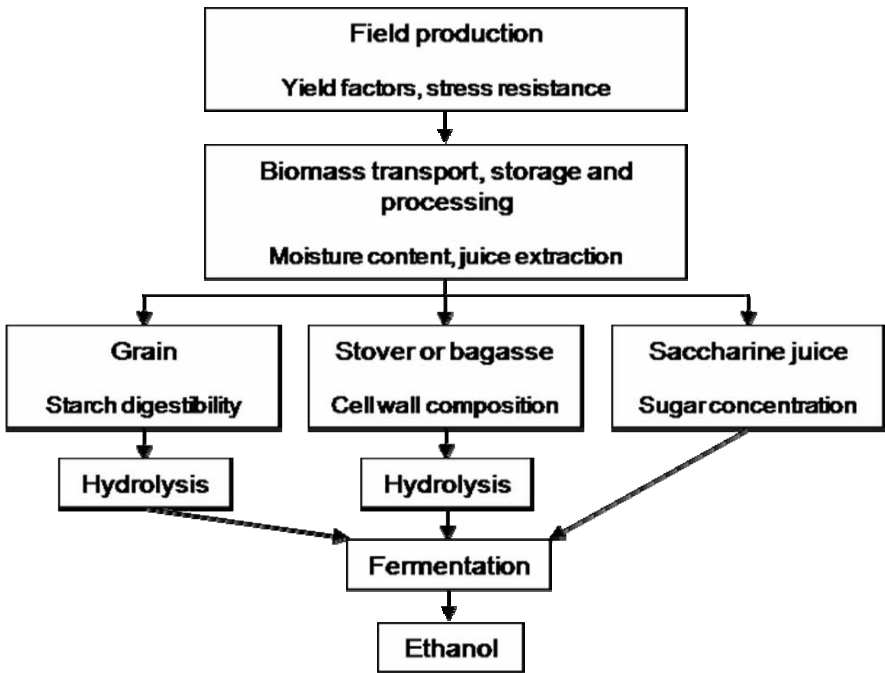 Field production
Yield factors, stress resistance
Biomass transport, storage and
processing
Moisture content, juice extraction
Grain
Starch digestibility
Stover or bagasse
Cell wall composition
Saccharine juice
Sugar concentration
Hydrolysis
Hydrolysis
Fermentation
Ethanol